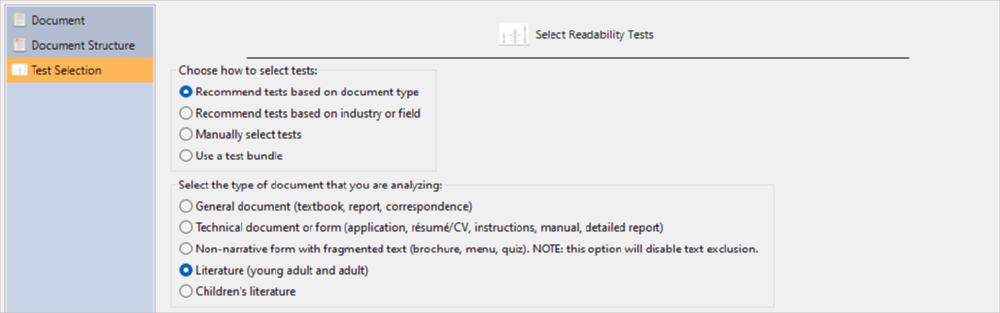 Document
Document Structure
Test Selection
Select Readability Tests
Choose how to select tests:
Recommend tests based on document type
Recommend tests based on industry or field
Manually select tests
Use a test bundle
Select the type of document that you are analyzing:
General document (textbook, report, correspondence)
Technical document or form (application, résumé/CV, instructions, manual, detailed report)
Non-narrative form with fragmented text (brochure, menu, quiz). NOTE: this option will disable text exclusion.
Literature (young adult and adult)
Children's literature